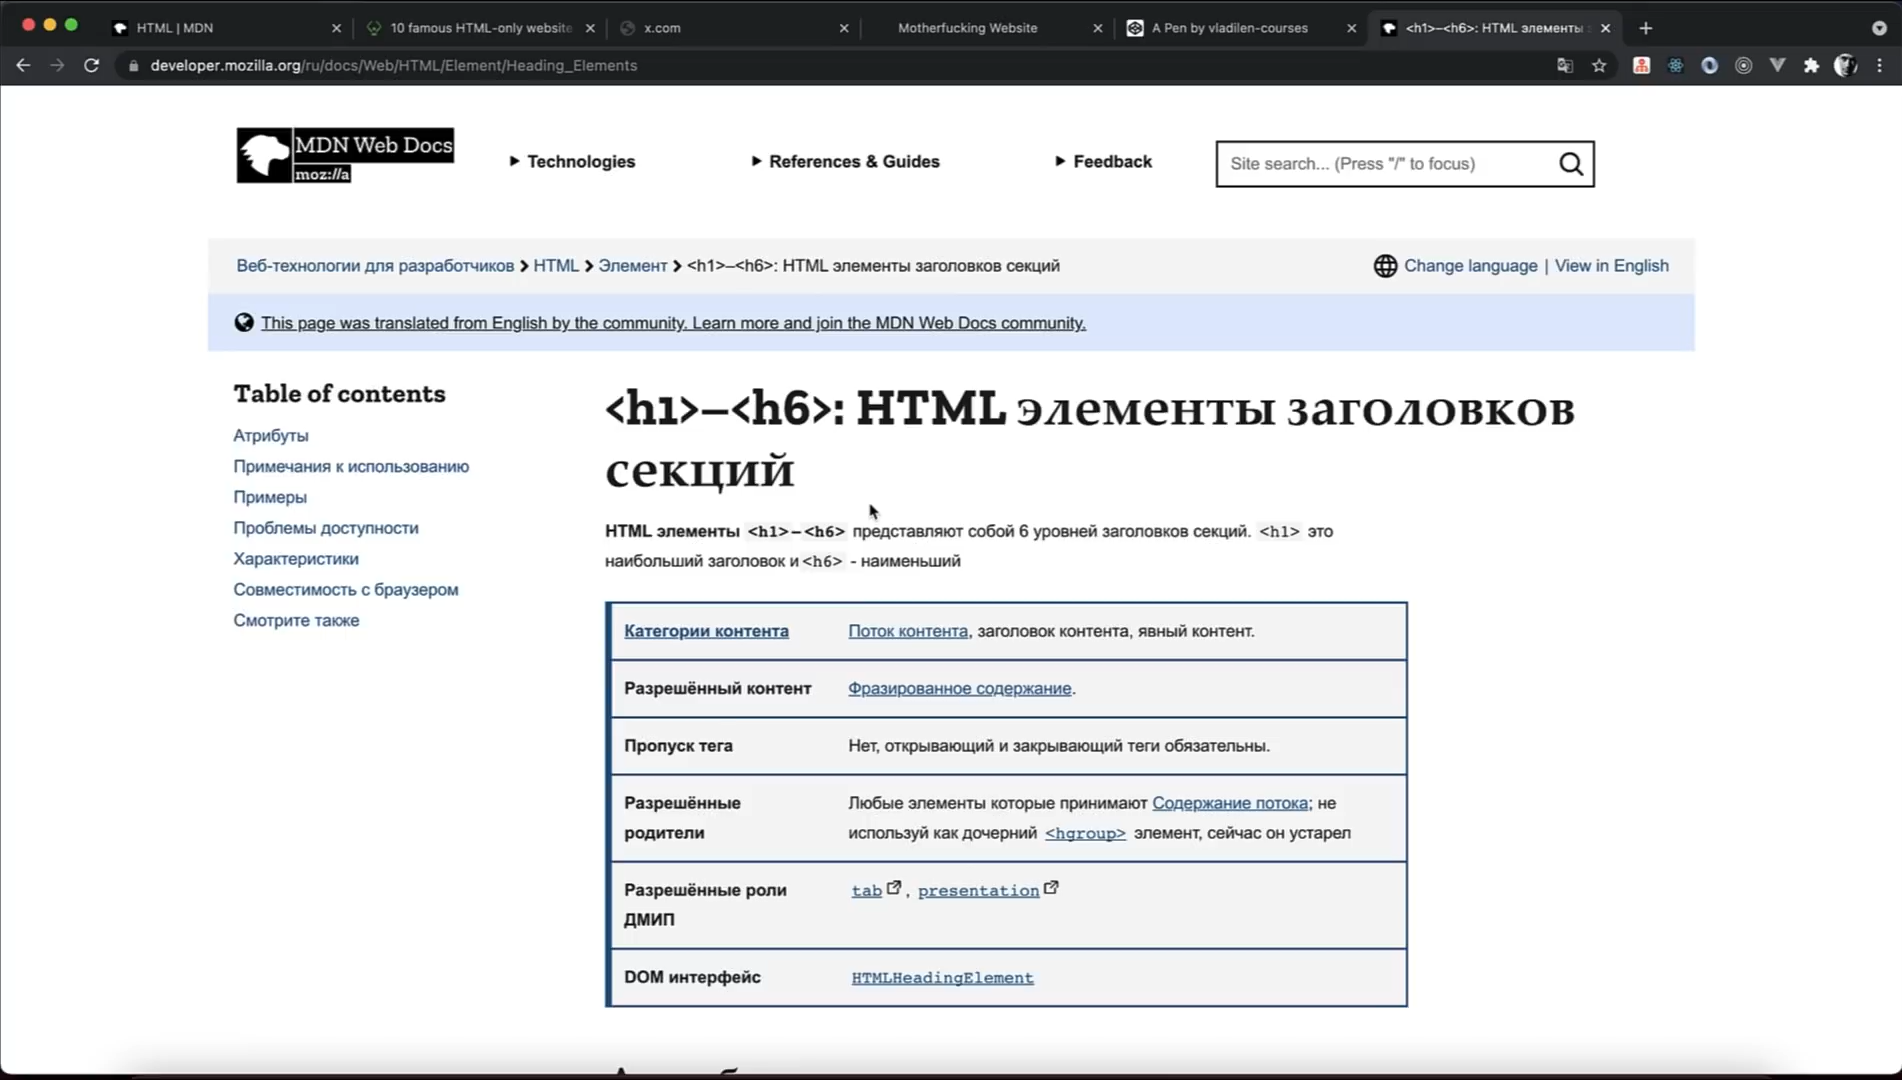 HTML | MDN
10 famous HTML-only website
x.com
Motherfucking Website
A Pen by vladilen-courses
<h1>–<h6>: HTML элементы
developer.mozilla.org/ru/docs/Web/HTML/Element/Heading_Elements
MDN Web Docs
moz://a
Technologies
References & Guides
Feedback
Site search... (Press "/" to focus)
Веб-технологии для разработчиков > HTML > Элемент > <h1>–<h6>: HTML элементы заголовков секций
Change language | View in English
This page was translated from English by the community. Learn more and join the MDN Web Docs community.
Table of contents
Атрибуты
Примечания к использованию
Примеры
Проблемы доступности
Характеристики
Совместимость с браузером
Смотрите также
<h1>–<h6>: HTML элементы заголовков
секций
HTML элементы <h1>–<h6> представляют собой 6 уровней заголовков секций. <h1> это
наибольший заголовок и <h6> - наименьший
Категории контента
Поток контента, заголовок контента, явный контент.
Разрешённый контент
Фразированное содержание.
Пропуск тега
Нет, открывающий и закрывающий теги обязательны.
Разрешённые
родители
Любые элементы которые принимают Содержание потока; не
используй как дочерний <hgroup> элемент, сейчас он устарел
Разрешённые роли
ДМИП
tab, presentation
DOM интерфейс
HTMLHeadingElement